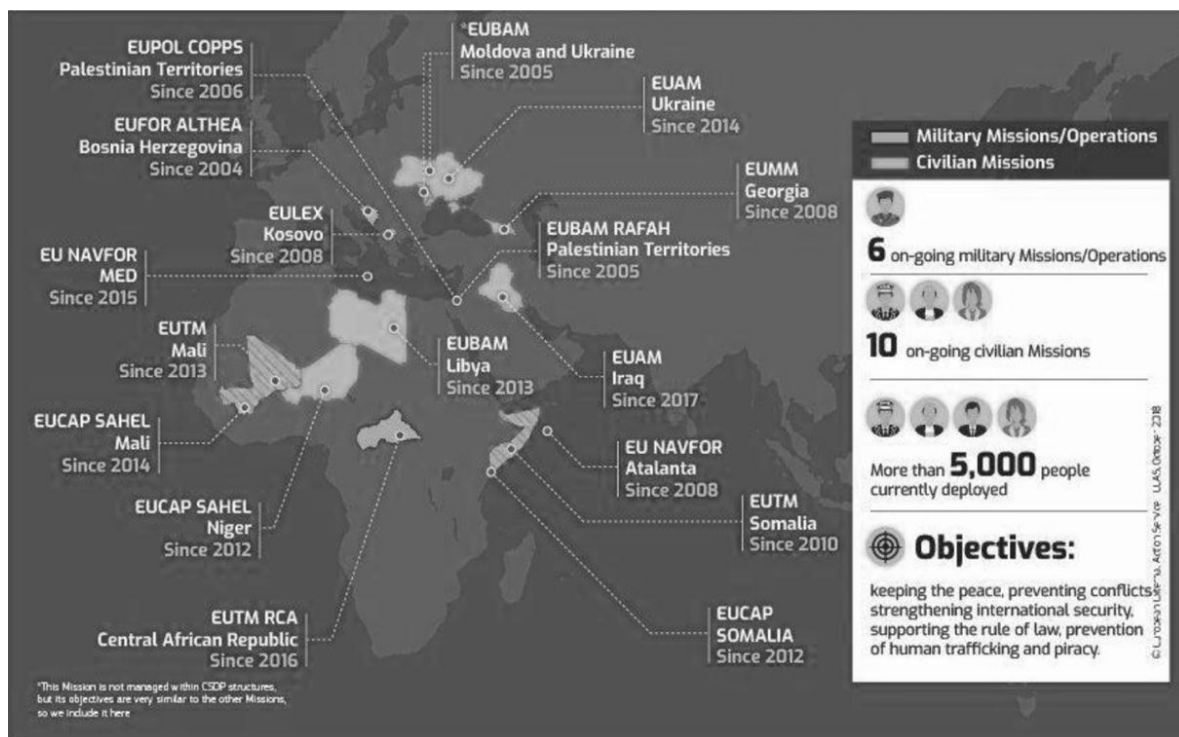 EUPOL COPPS
Palestinian Territories
Since 2006
*EUBAM
Moldova and Ukraine
Since 2005
EUAM
Ukraine
Since 2014
EUFOR ALTHEA
Bosnia Herzegovina
Since 2004
EUMM
Georgia
Since 2008
EULEX
Kosovo
Since 2008
EUBAM RAFAH
Palestinian Territories
Since 2005
EU NAVFOR
MED
Since 2015
EUTM
Mali
Since 2013
EUBAM
Libya
Since 2013
EUAM
Iraq
Since 2017
EUCAP SAHEL
Mali
Since 2014
EU NAVFOR
Atalanta
Since 2008
EUCAP SAHEL
Niger
Since 2012
EUTM
Somalia
Since 2010
EUTM RCA
Central African Republic
Since 2016
EUCAP
SOMALIA
Since 2012
*This Mission is not managed within CSDP structures,
but its objectives are very similar to the other Missions,
so we include it here
Military Missions/Operations
Civilian Missions
6 on-going military Missions/Operations
10 on-going civilian Missions
More than 5,000 people
currently deployed
Objectives:
keeping the peace, preventing conflicts
strengthening international security,
supporting the rule of law, prevention
of human trafficking and piracy.
© European Action Service 2018